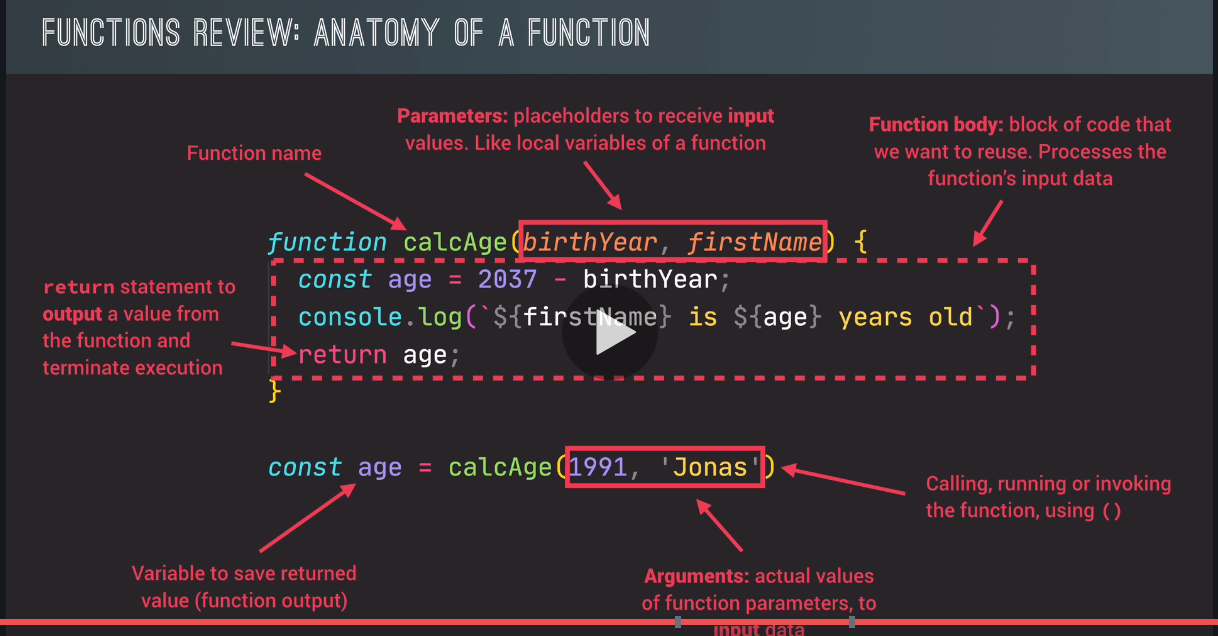 FUNCTIONS REVIEW: ANATOMY OF A FUNCTION
Parameters: placeholders to receive input
values. Like local variables of a function
Function name
Function body: block of code that
we want to reuse. Processes the
function's input data
function calcAge(birthYear, firstName) {
const age = 2037 - birthYear;
console.log(`${firstName} is ${age} years old`);
return age;
}
return statement to
output a value from
the function and
terminate execution
const age = calcAge(1991, 'Jonas')
Calling, running or invoking
the function, using ()
Variable to save returned
value (function output)
Arguments: actual values
of function parameters, to
input data